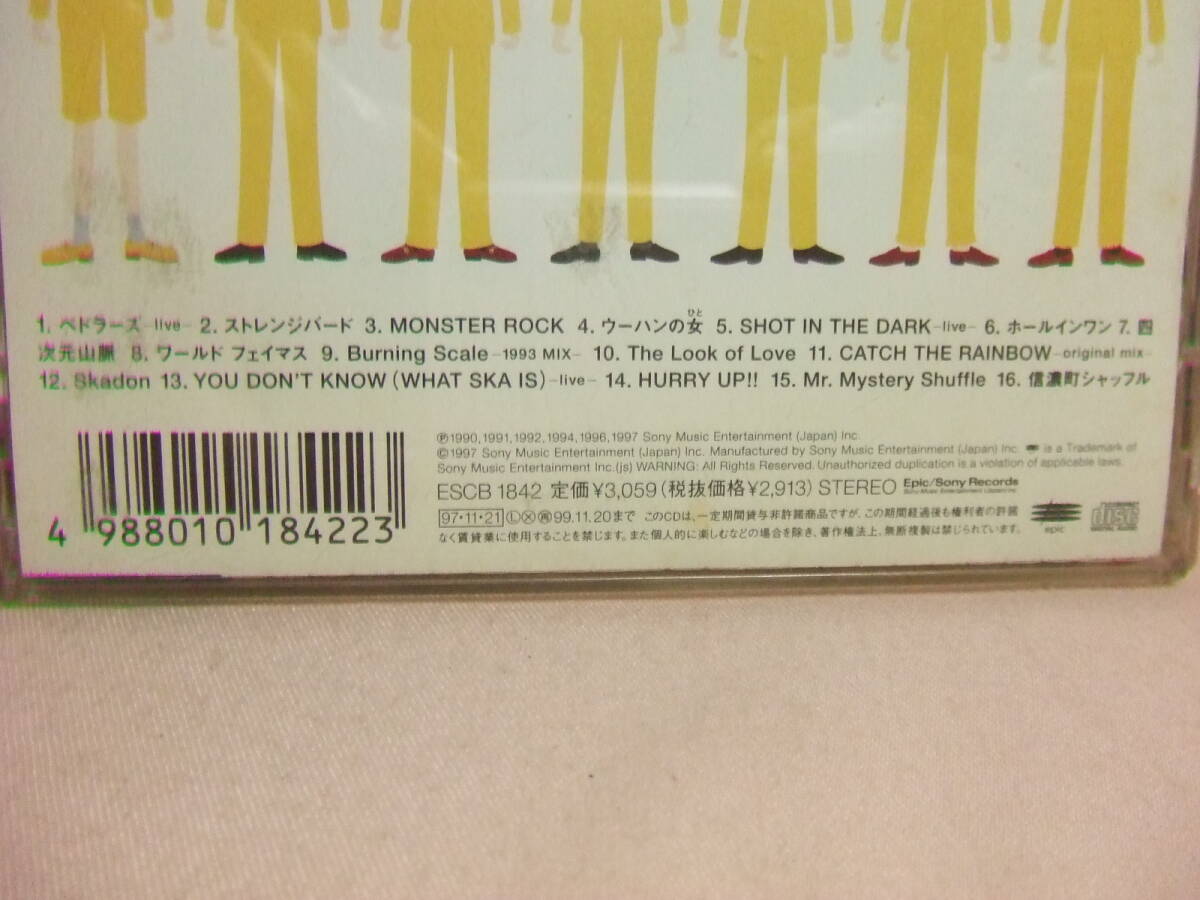 1. ペドラーズ-live- 2. ストレンジバード 3. MONSTER ROCK 4. ウーハンの女(ひと) 5. SHOT IN THE DARK-live- 6. ホールインワン 7. 四
次元山脈 8. ワールド フェイマス 9. Burning Scale-1993 MIX- 10. The Look of Love 11. CATCH THE RAINBOW-original mix-
12. Skadon 13. YOU DON'T KNOW (WHAT SKA IS)-live- 14. HURRY UP!! 15. Mr. Mystery Shuffle 16. 信濃町シャッフル
℗1990,1991,1992,1994,1996,1997 Sony Music Entertainment (Japan) Inc.
©1997 Sony Music Entertainment (Japan) Inc. Manufactured by Sony Music Entertainment (Japan) Inc. is a Trademark of
Sony Music Entertainment Inc.(js) WARNING: All Rights Reserved. Unauthorized duplication is a violation of applicable laws.
ESCB 1842 定価¥3,059(税抜価格¥2,913) STEREO Epic/Sony Records
Sony Music Entertainment (Japan) Inc.
97・11・21 Ⓛ Ⓧ 99.11.20まで このCDは、一定期間貸与非許諾商品ですが、この期間経過後も権利者の許諾
なく賃貸業に使用することを禁じます。また個人的に楽しむなどの場合を除き、著作権法上、無断複製は禁じられています。
epic
disc
4 988010 184223